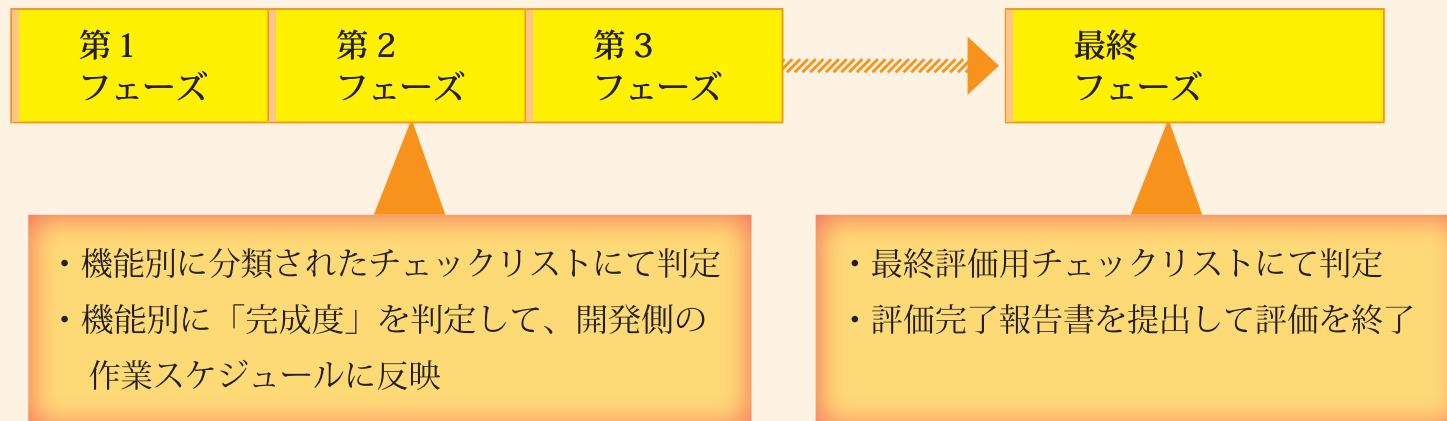 第1
フェーズ
第2
フェーズ
第3
フェーズ
最終
フェーズ
・機能別に分類されたチェックリストにて判定
・機能別に「完成度」を判定して、開発側の
作業スケジュールに反映
・最終評価用チェックリストにて判定
・評価完了報告書を提出して評価を終了